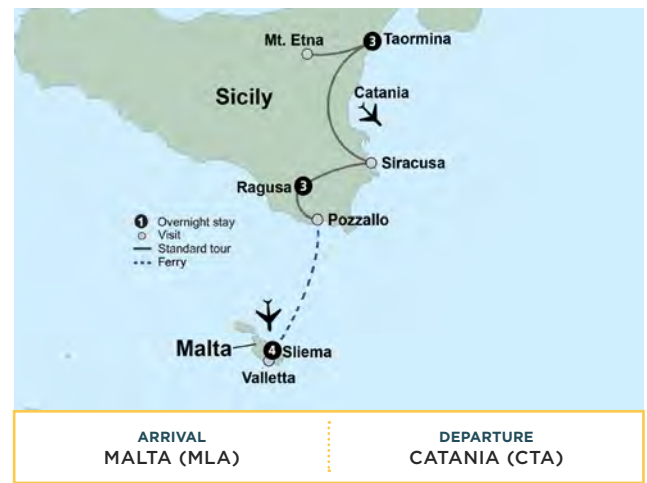 Mt. Etna
3 Taormina
Sicily
Catania
Siracusa
Ragusa 3
Pozzallo
1 Overnight stay
Visit
Standard tour
Ferry
Malta
4 Sliema
Valletta
ARRIVAL
MALTA (MLA)
DEPARTURE
CATANIA (CTA)